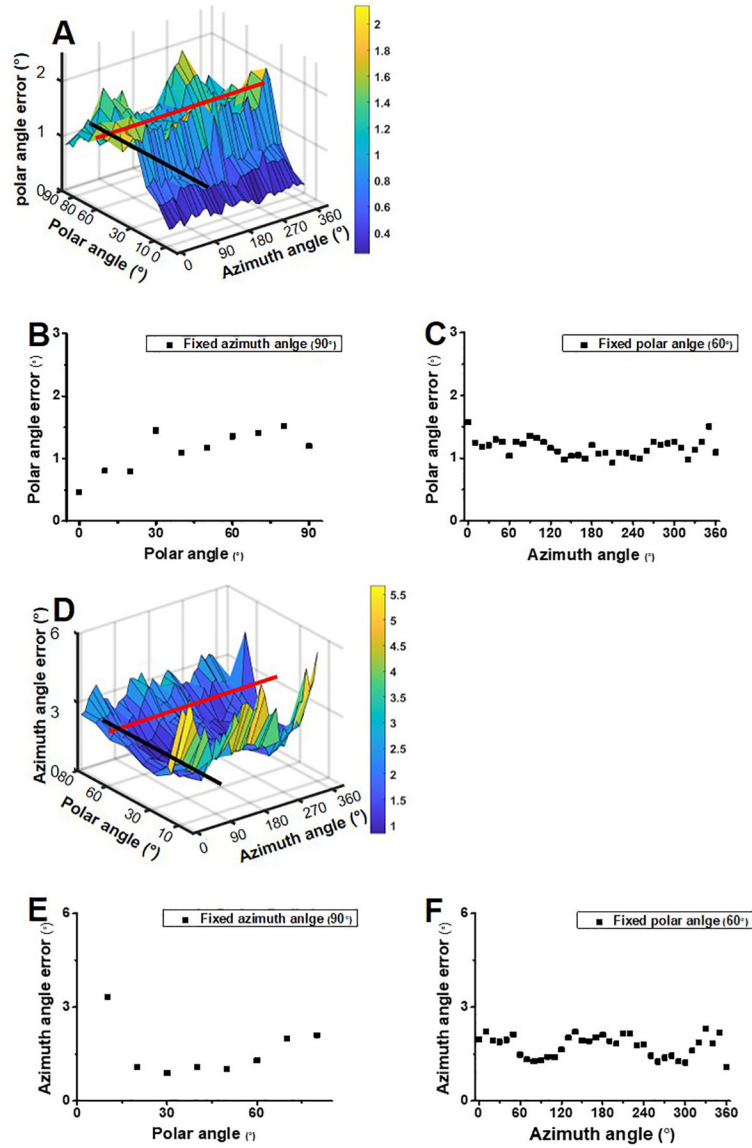 A
polar angle error (°)
2
1
0
90 80 60 30 10 0
Polar angle (°)
0 90 180 270 360
Azimuth angle (°)
2
1.8
1.6
1.4
1.2
1
0.8
0.6
0.4
B
Polar angle error (°)
3
2
1
0
■ Fixed azimuth anlge (90°)
0 30 60 90
Polar angle (°)
C
Polar angle error (°)
3
2
1
0
■ Fixed polar anlge (60°)
0 60 120 180 240 300 360
Azimuth angle (°)
D
Azimuth angle error (°)
6
3
0
80 60 30 10
Polar angle (°)
0 90 180 270 360
Azimuth angle (°)
5.5
5
4.5
4
3.5
3
2.5
2
1.5
1
E
Azimuth angle error (°)
6
3
0
■ Fixed azimuth anlge (90°)
0 30 60
Polar angle (°)
F
Azimuth angle error (°)
6
3
0
■ Fixed polar anlge (60°)
0 60 120 180 240 300 360
Azimuth angle (°)